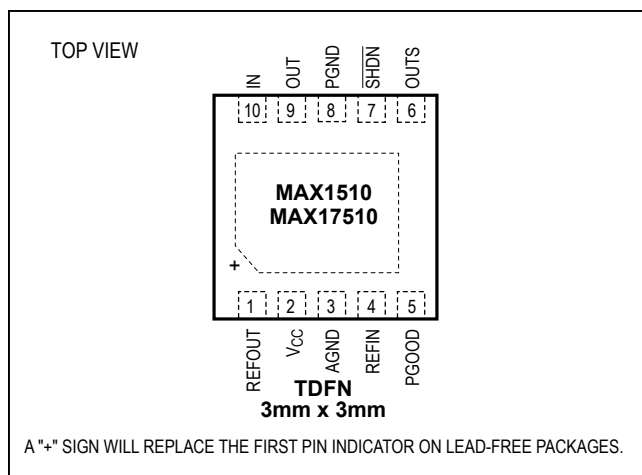 TOP VIEW
IN
OUT
PGND
SHDN
OUTS
10
9
8
7
6
MAX1510
MAX17510
+
1
2
3
4
5
REFOUT
VCC
AGND
REFIN
PGOOD
TDFN
3mm x 3mm
A "+" SIGN WILL REPLACE THE FIRST PIN INDICATOR ON LEAD-FREE PACKAGES.